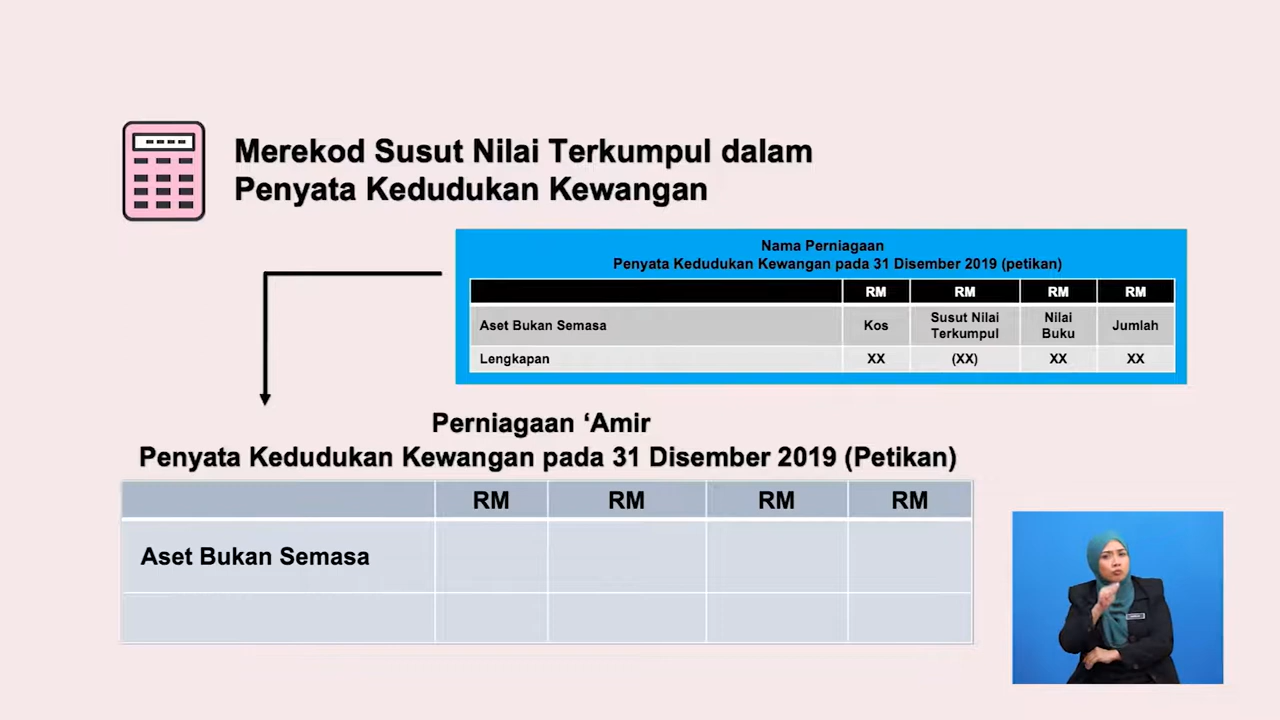 Merekod Susut Nilai Terkumpul dalam
Penyata Kedudukan Kewangan
Nama Perniagaan
Penyata Kedudukan Kewangan pada 31 Disember 2019 (petikan)
RM RM RM RM
Aset Bukan Semasa Kos Susut Nilai Terkumpul Nilai Buku Jumlah
Lengkapan XX (XX) XX XX
Perniagaan ‘Amir
Penyata Kedudukan Kewangan pada 31 Disember 2019 (Petikan)
RM RM RM RM
Aset Bukan Semasa